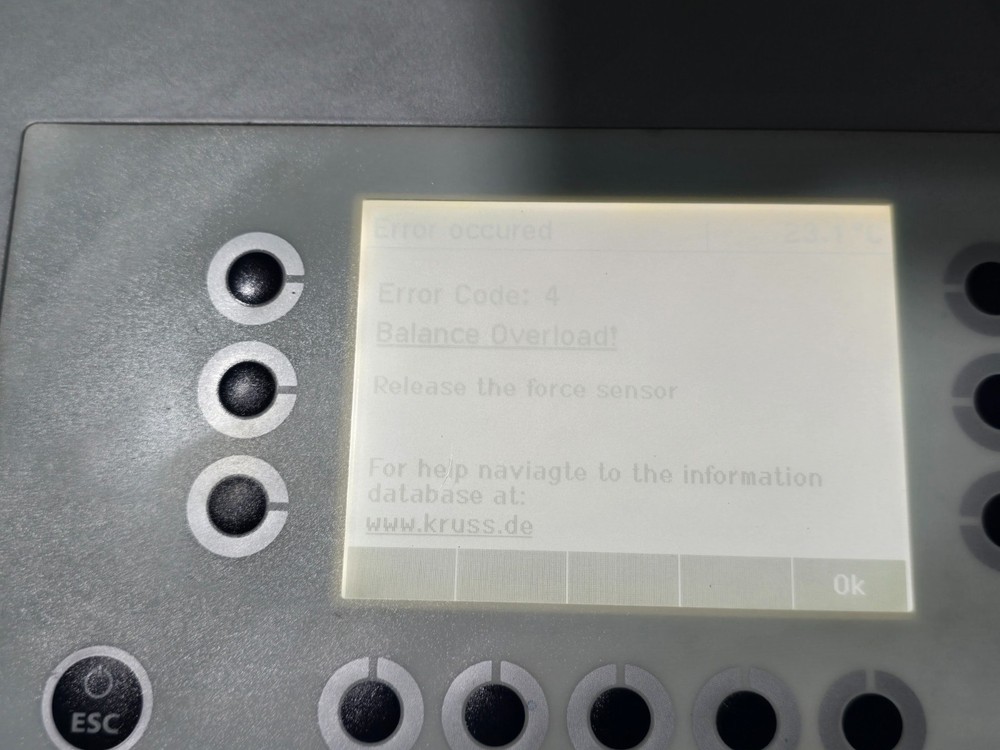 Error occured 23.1 °C
Error Code: 4
Balance Overload!
Release the force sensor
For help naviagte to the information
database at:
www.kruss.de
Ok
ESC